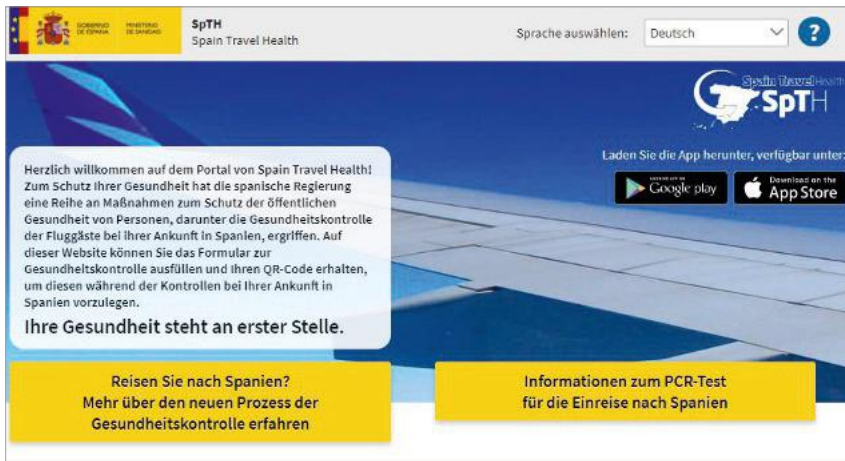 GOBIERNO
DE ESPAÑA
MINISTERIO
DE SANIDAD
SpTH
Spain Travel Health
Sprache auswählen:
Deutsch
?
Spain Travel Health
SpTH
Laden Sie die App herunter, verfügbar unter:
Google play
Download on the
App Store
Herzlich willkommen auf dem Portal von Spain Travel Health!
Zum Schutz Ihrer Gesundheit hat die spanische Regierung
eine Reihe an Maßnahmen zum Schutz der öffentlichen
Gesundheit von Personen, darunter die Gesundheitskontrolle
der Fluggäste bei ihrer Ankunft in Spanien, ergriffen. Auf
dieser Website können Sie das Formular zur
Gesundheitskontrolle ausfüllen und Ihren QR-Code erhalten,
um diesen während der Kontrollen bei Ihrer Ankunft in
Spanien vorzulegen.
Ihre Gesundheit steht an erster Stelle.
Reisen Sie nach Spanien?
Mehr über den neuen Prozess der
Gesundheitskontrolle erfahren
Informationen zum PCR-Test
für die Einreise nach Spanien